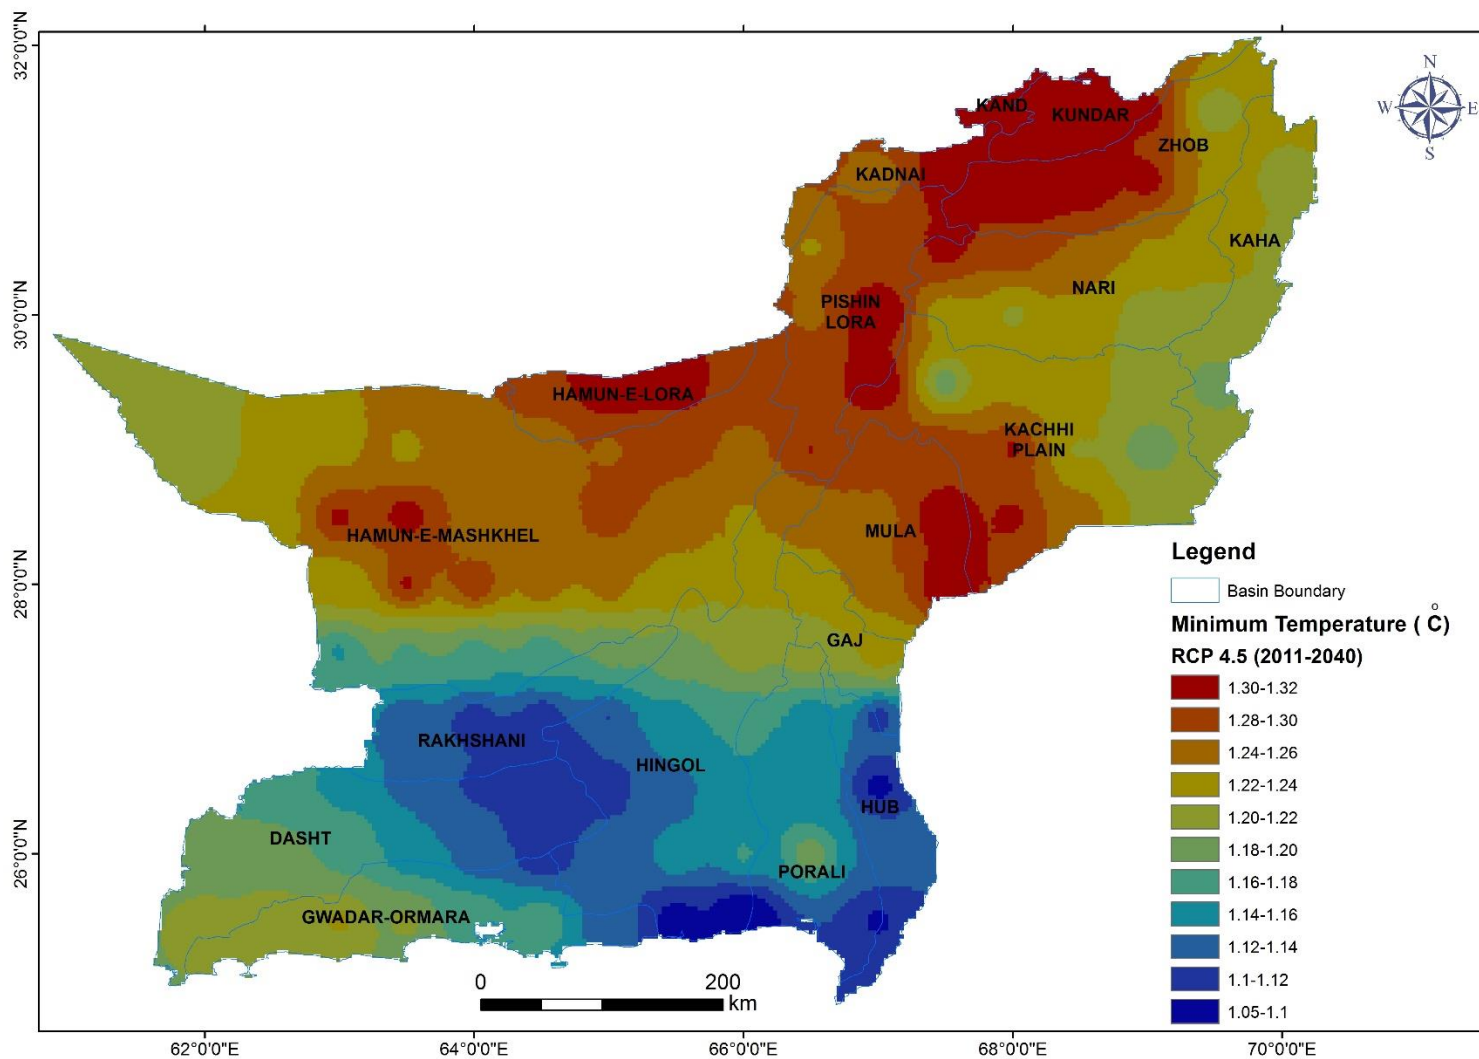 32°0'0"N
30°0'0"N
28°0'0"N
26°0'0"N
N
W E
S
KAND
KUNDAR
ZHOB
KADNAI
KAHA
NARI
PISHIN
LORA
HAMUN-E-LORA
KACHHI
PLAIN
HAMUN-E-MASHKHEL
MULA
GAJ
RAKHSHANI
HINGOL
HUB
DASHT
PORALI
GWADAR-ORMARA
Legend
Basin Boundary
Minimum Temperature ( C̊)
RCP 4.5 (2011-2040)
1.30-1.32
1.28-1.30
1.24-1.26
1.22-1.24
1.20-1.22
1.18-1.20
1.16-1.18
1.14-1.16
1.12-1.14
1.1-1.12
1.05-1.1
0 200
km
62°0'0"E 64°0'0"E 66°0'0"E 68°0'0"E 70°0'0"E